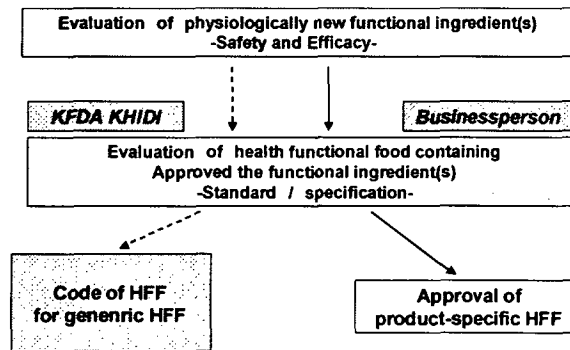 Evaluation of physiologically new functional ingredient(s)
-Safety and Efficacy-
KFDA KHIDI
Businessperson
Evaluation of health functional food containing
Approved the functional ingredient(s)
-Standard / specification-
Code of HFF
for genenric HFF
Approval of
product-specific HFF